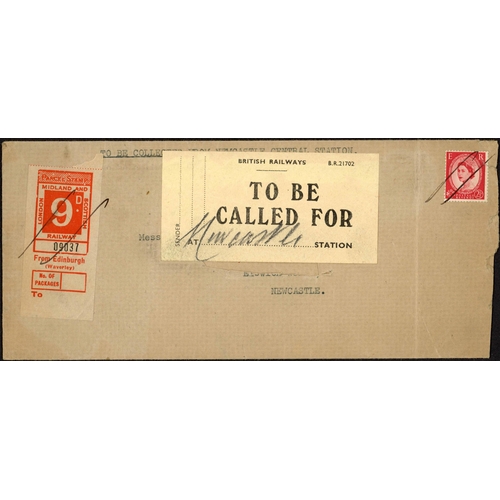 TO BE COLLECTED FROM NEWCASTLE CENTRAL STATION.
PARCELS STAMP
MIDLAND AND
LONDON
SCOTTISH
9D.
RAILWAY
09037
From Edinburgh
(Waverley)
No. OF
PACKAGES
To
BRITISH RAILWAYS B.R.21702
TO BE
CALLED FOR
SENDER
AT Newcastle STATION
Mess
NEWCASTLE.
E R